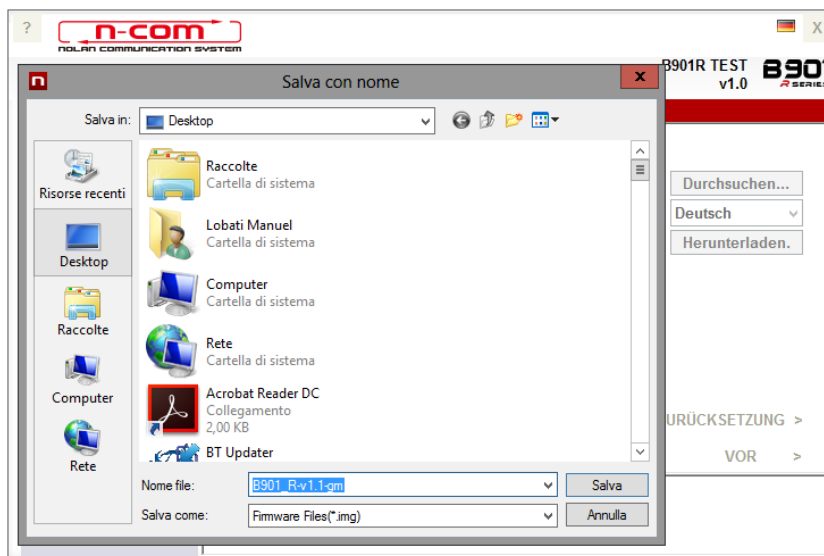 ?
n-com
NOLAN COMMUNICATION SYSTEM
X
B901R TEST
v1.0
B901
R SERIES
n
Salva con nome
x
Salva in:
Desktop
Risorse recenti
Desktop
Raccolte
Computer
Rete
Raccolte
Cartella di sistema
Lobati Manuel
Cartella di sistema
Computer
Cartella di sistema
Rete
Cartella di sistema
Acrobat Reader DC
Collegamento
2,00 KB
BT Updater
Nome file:
B901_R-v1.1-gm
Salva
Salva come:
Firmware Files(*.img)
Annulla
Durchsuchen...
Deutsch
Herunterladen.
URÜCKSETZUNG >
VOR >